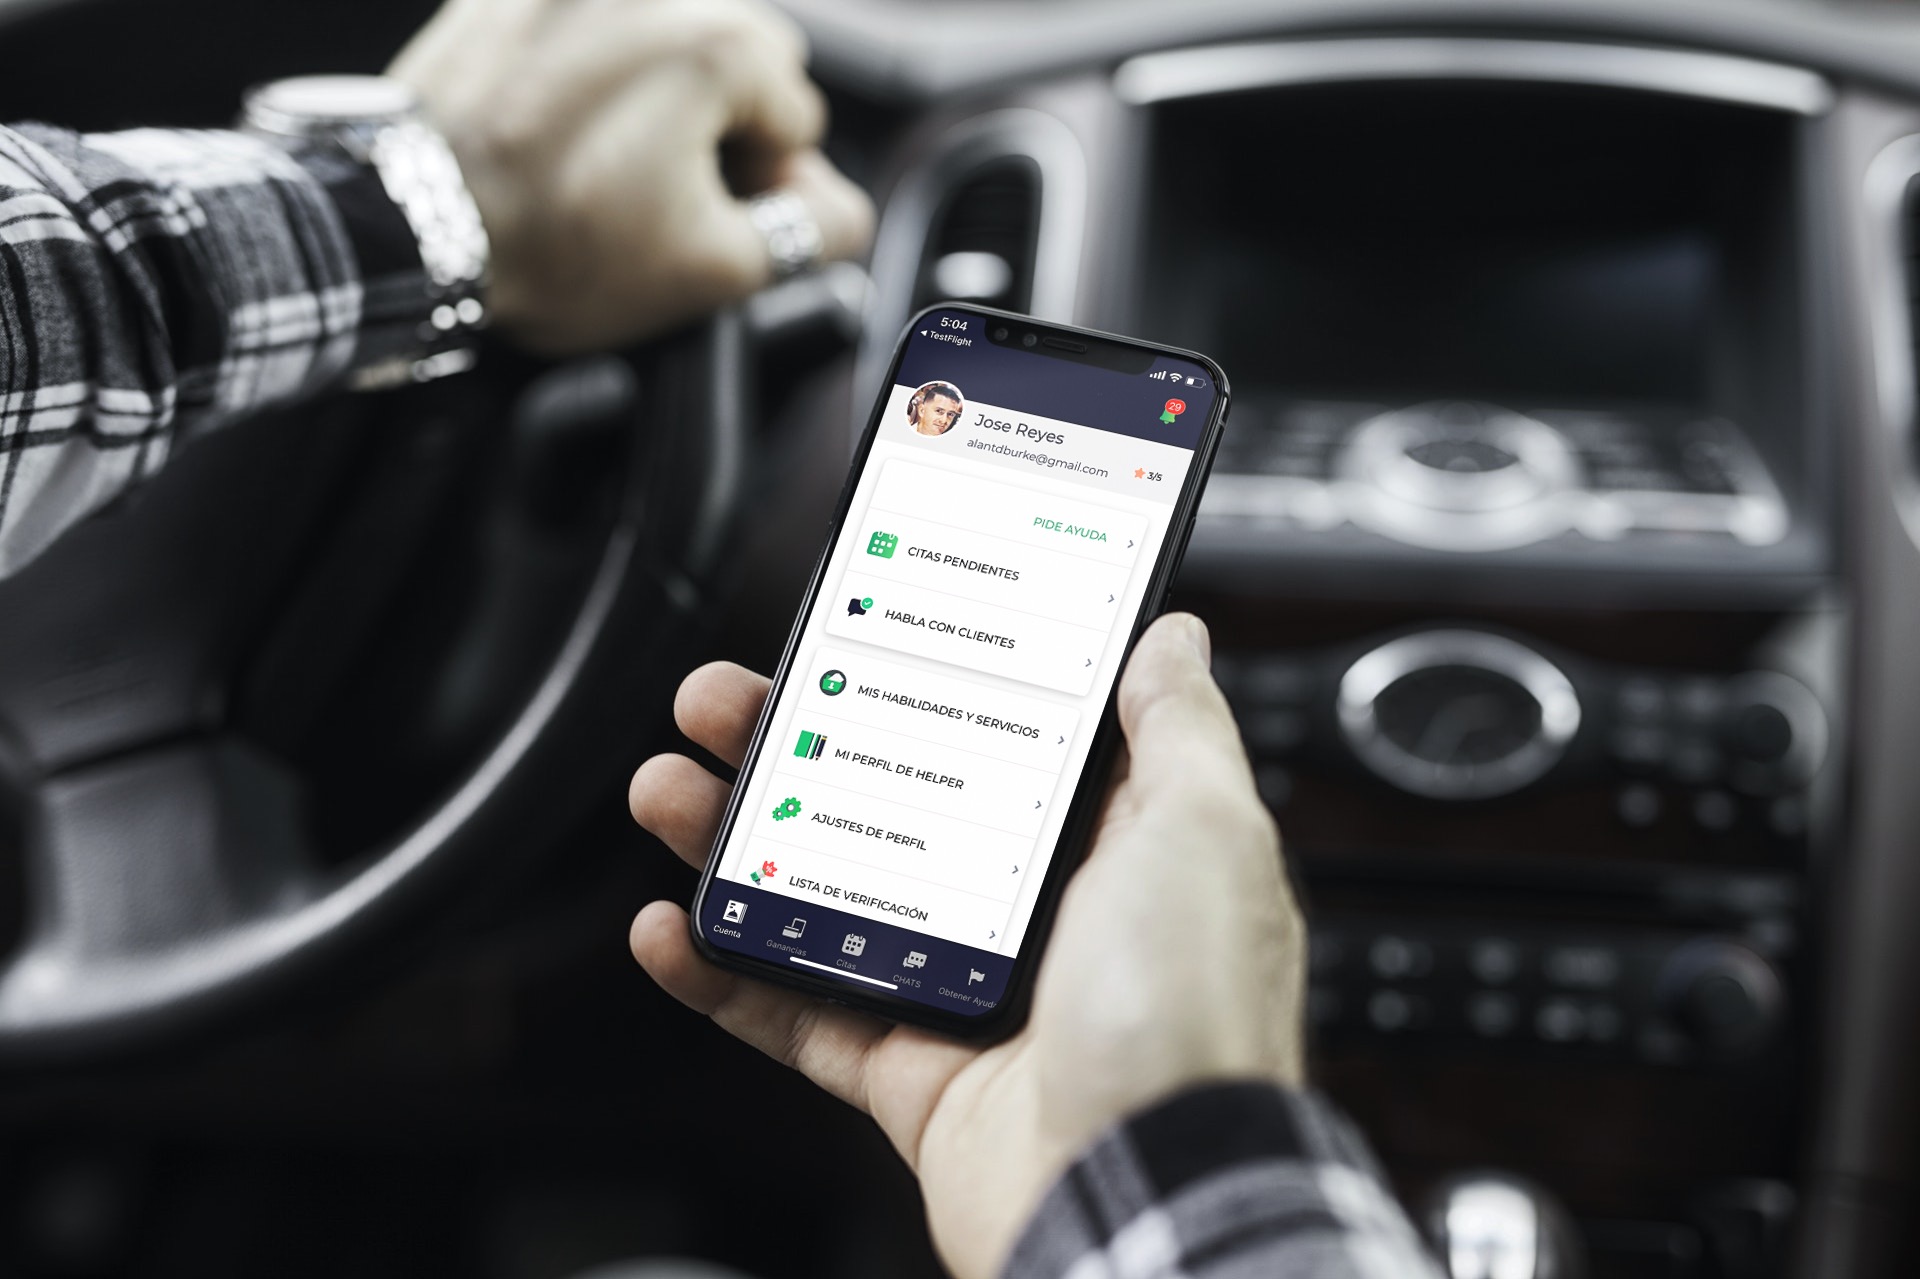 5:04
◀ TestFlight
29
Jose Reyes
alantdburke@gmail.com
3/5
PIDE AYUDA
CITAS PENDIENTES
HABLA CON CLIENTES
MIS HABILIDADES Y SERVICIOS
MI PERFIL DE HELPER
AJUSTES DE PERFIL
LISTA DE VERIFICACIÓN
Cuenta
Ganancias
Citas
CHATS
Obtener Ayuda